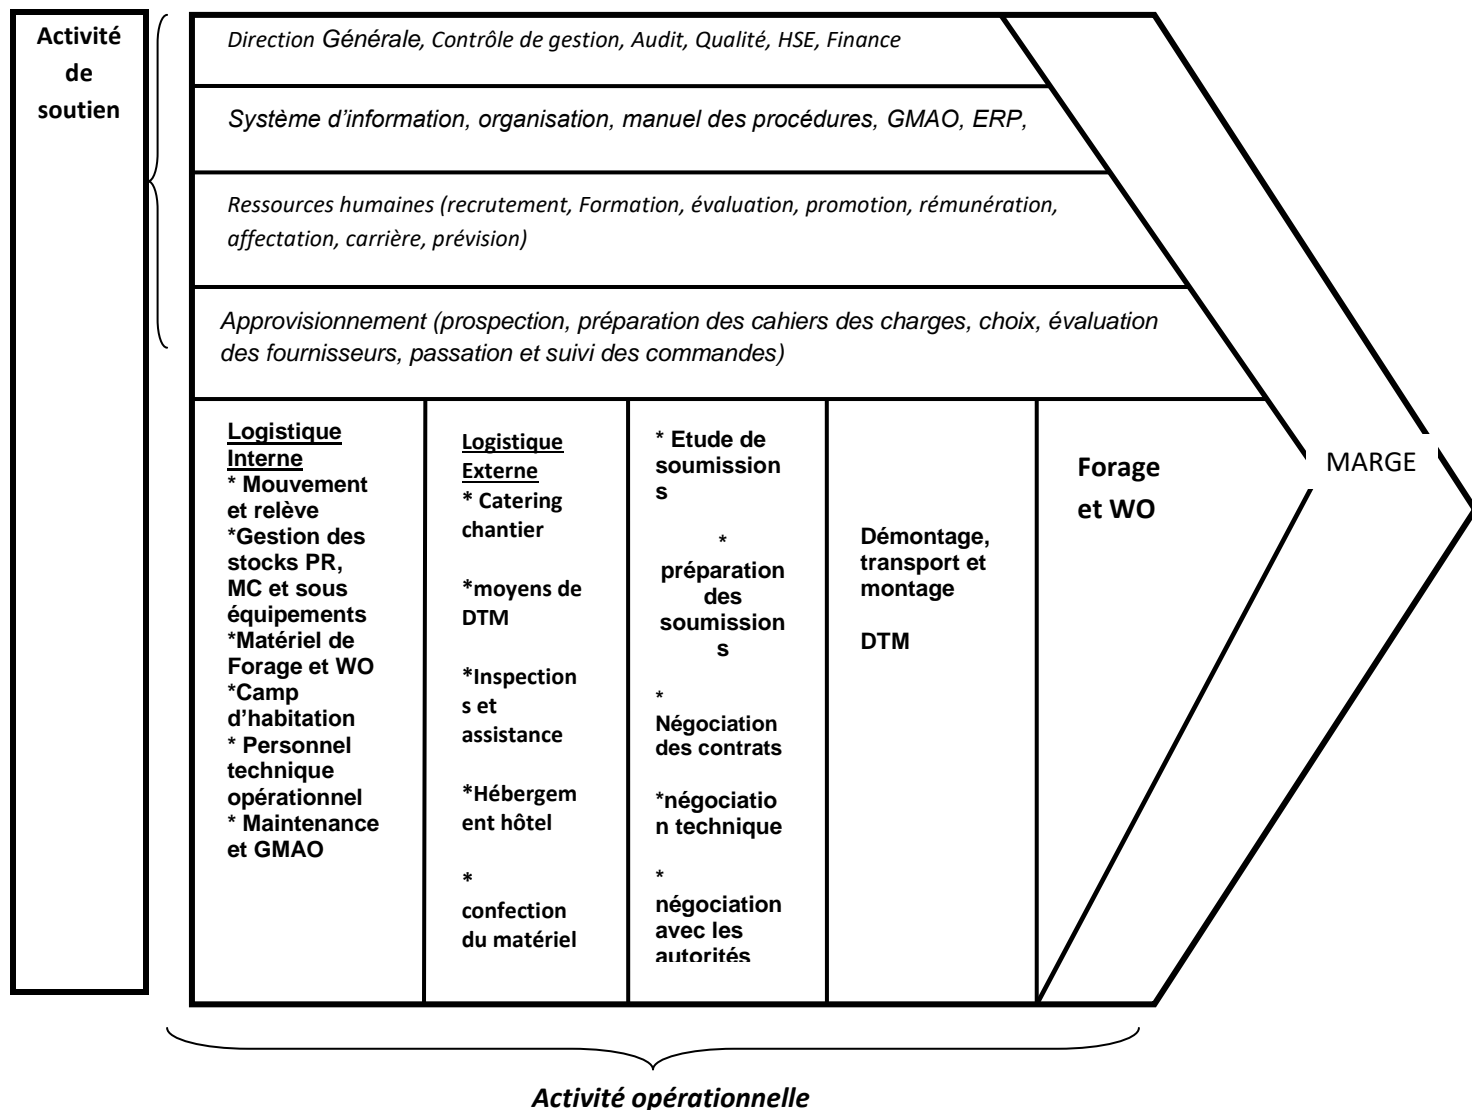 Activité
de
soutien
Direction Générale, Contrôle de gestion, Audit, Qualité, HSE, Finance
Système d’information, organisation, manuel des procédures, GMAO, ERP,
Ressources humaines (recrutement, Formation, évaluation, promotion, rémunération,
affectation, carrière, prévision)
Approvisionnement (prospection, préparation des cahiers des charges, choix, évaluation
des fournisseurs, passation et suivi des commandes)
Logistique
Interne
* Mouvement
et relève
*Gestion des
stocks PR,
MC et sous
équipements
*Matériel de
Forage et WO
*Camp
d’habitation
* Personnel
technique
opérationnel
* Maintenance
et GMAO
Logistique
Externe
* Catering
chantier
*moyens de
DTM
*Inspection
s et
assistance
*Hébergem
ent hôtel
*
confection
du matériel
* Etude de
soumission
s
*
préparation
des
soumission
s
*
Négociation
des contrats
*négociatio
n technique
*
négociation
avec les
autorités
Démontage,
transport et
montage
DTM
Forage
et WO
MARGE
Activité opérationnelle